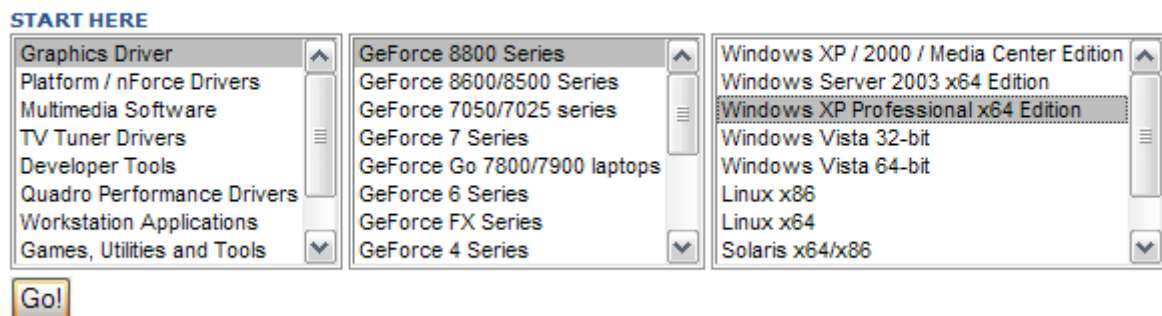 START HERE
Graphics Driver
Platform / nForce Drivers
Multimedia Software
TV Tuner Drivers
Developer Tools
Quadro Performance Drivers
Workstation Applications
Games, Utilities and Tools
GeForce 8800 Series
GeForce 8600/8500 Series
GeForce 7050/7025 series
GeForce 7 Series
GeForce Go 7800/7900 laptops
GeForce 6 Series
GeForce FX Series
GeForce 4 Series
Windows XP / 2000 / Media Center Edition
Windows Server 2003 x64 Edition
Windows XP Professional x64 Edition
Windows Vista 32-bit
Windows Vista 64-bit
Linux x86
Linux x64
Solaris x64/x86
Go!